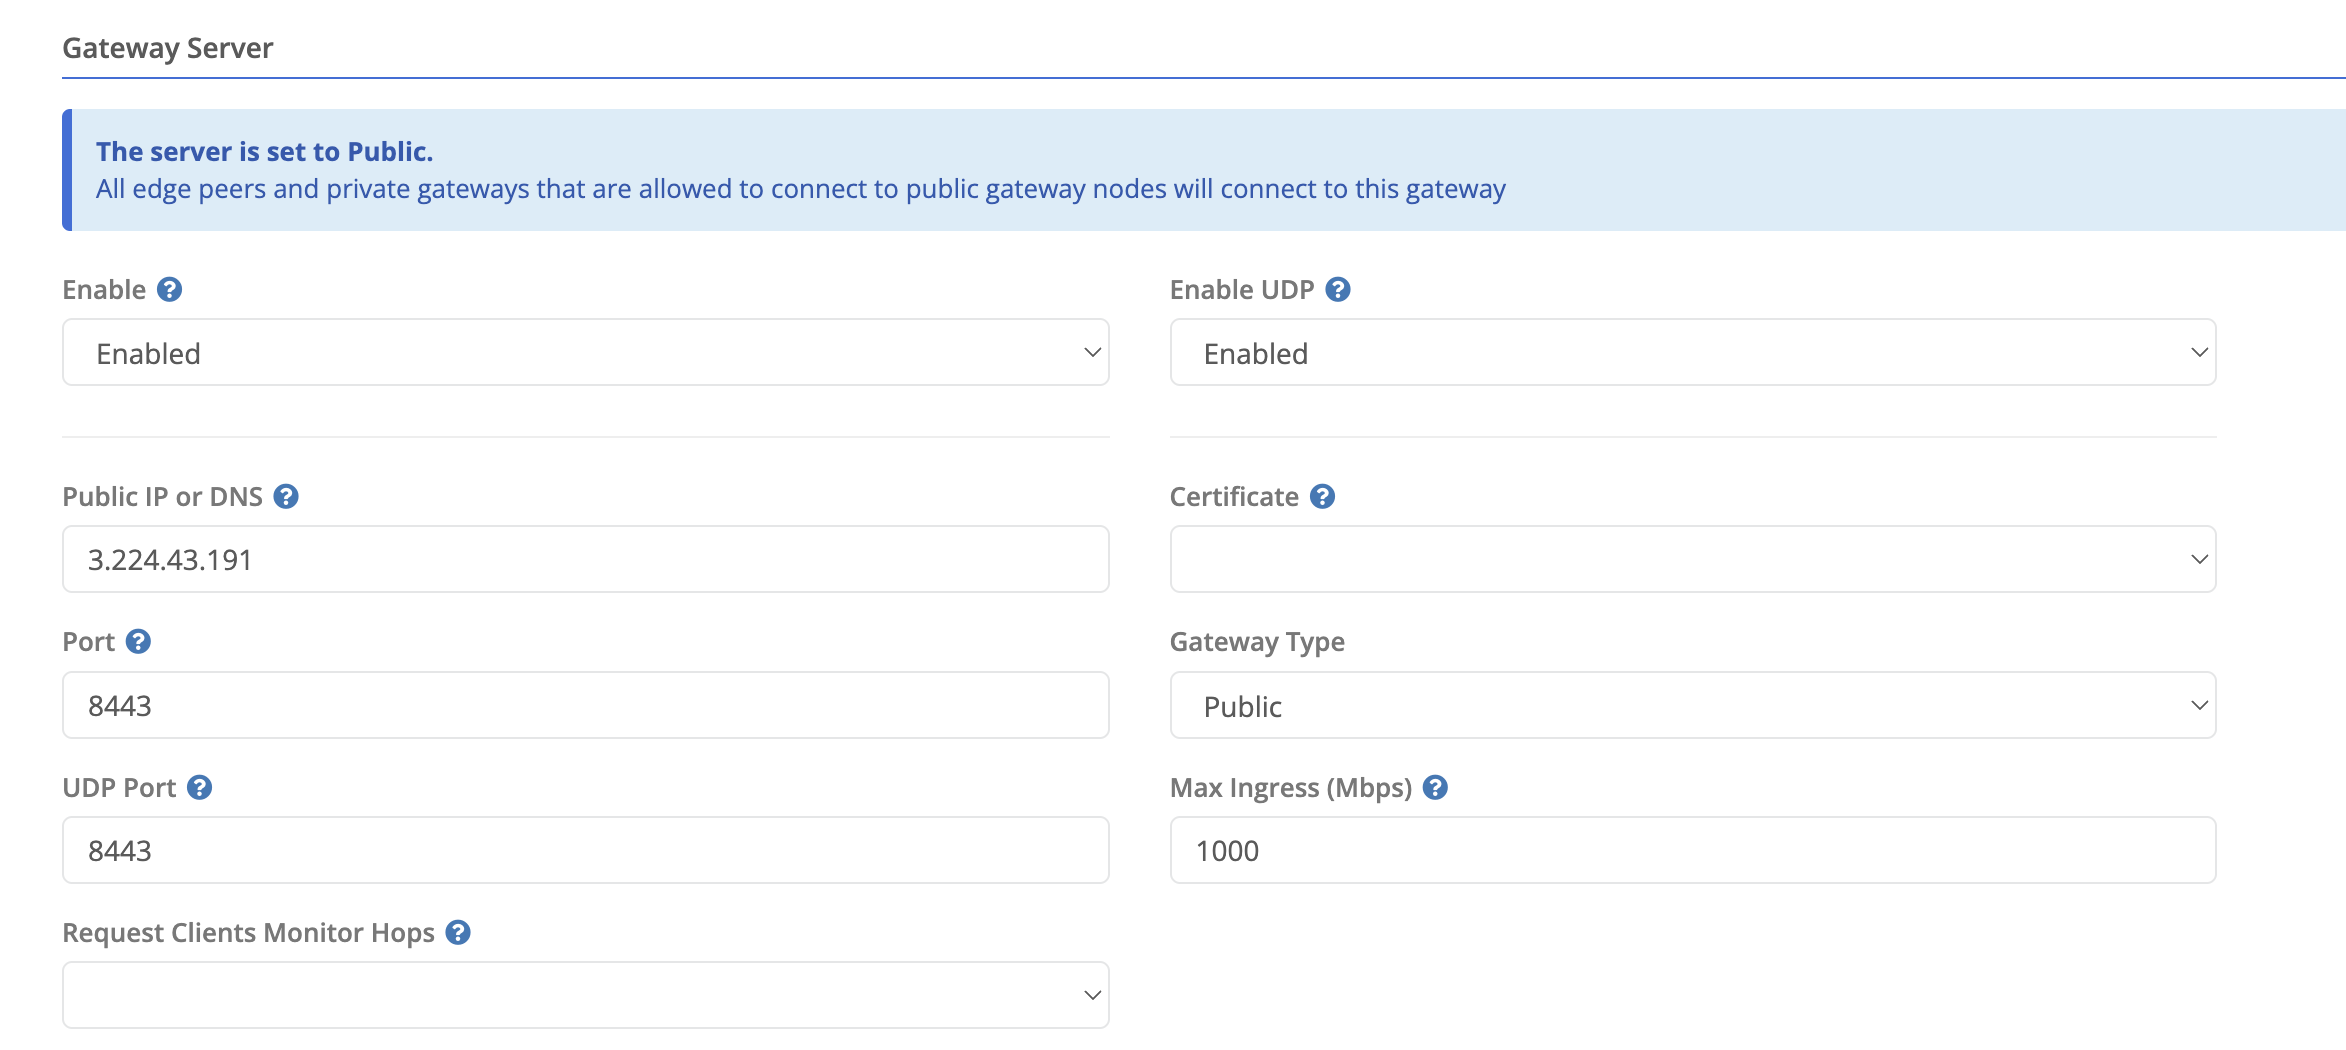 Gateway Server
The server is set to Public.
All edge peers and private gateways that are allowed to connect to public gateway nodes will connect to this gateway
Enable
Enabled
Enable UDP
Enabled
Public IP or DNS
3.224.43.191
Certificate
Port
8443
Gateway Type
Public
UDP Port
8443
Max Ingress (Mbps)
1000
Request Clients Monitor Hops